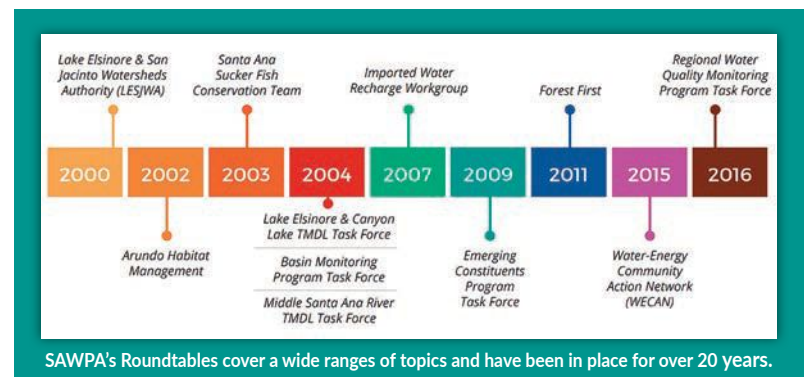 Lake Elsinore & San
Jacinto Watersheds
Authority (LESJWA)
Santa Ana
Sucker Fish
Conservation Team
Imported Water
Recharge Workgroup
Forest First
Regional Water
Quality Monitoring
Program Task Force
2000
2002
2003
2004
2007
2009
2011
2015
2016
Arundo Habitat
Management
Lake Elsinore & Canyon
Lake TMDL Task Force
Basin Monitoring
Program Task Force
Middle Santa Ana River
TMDL Task Force
Emerging
Constituents
Program
Task Force
Water-Energy
Community
Action Network
(WECAN)
SAWPA's Roundtables cover a wide ranges of topics and have been in place for over 20 years.